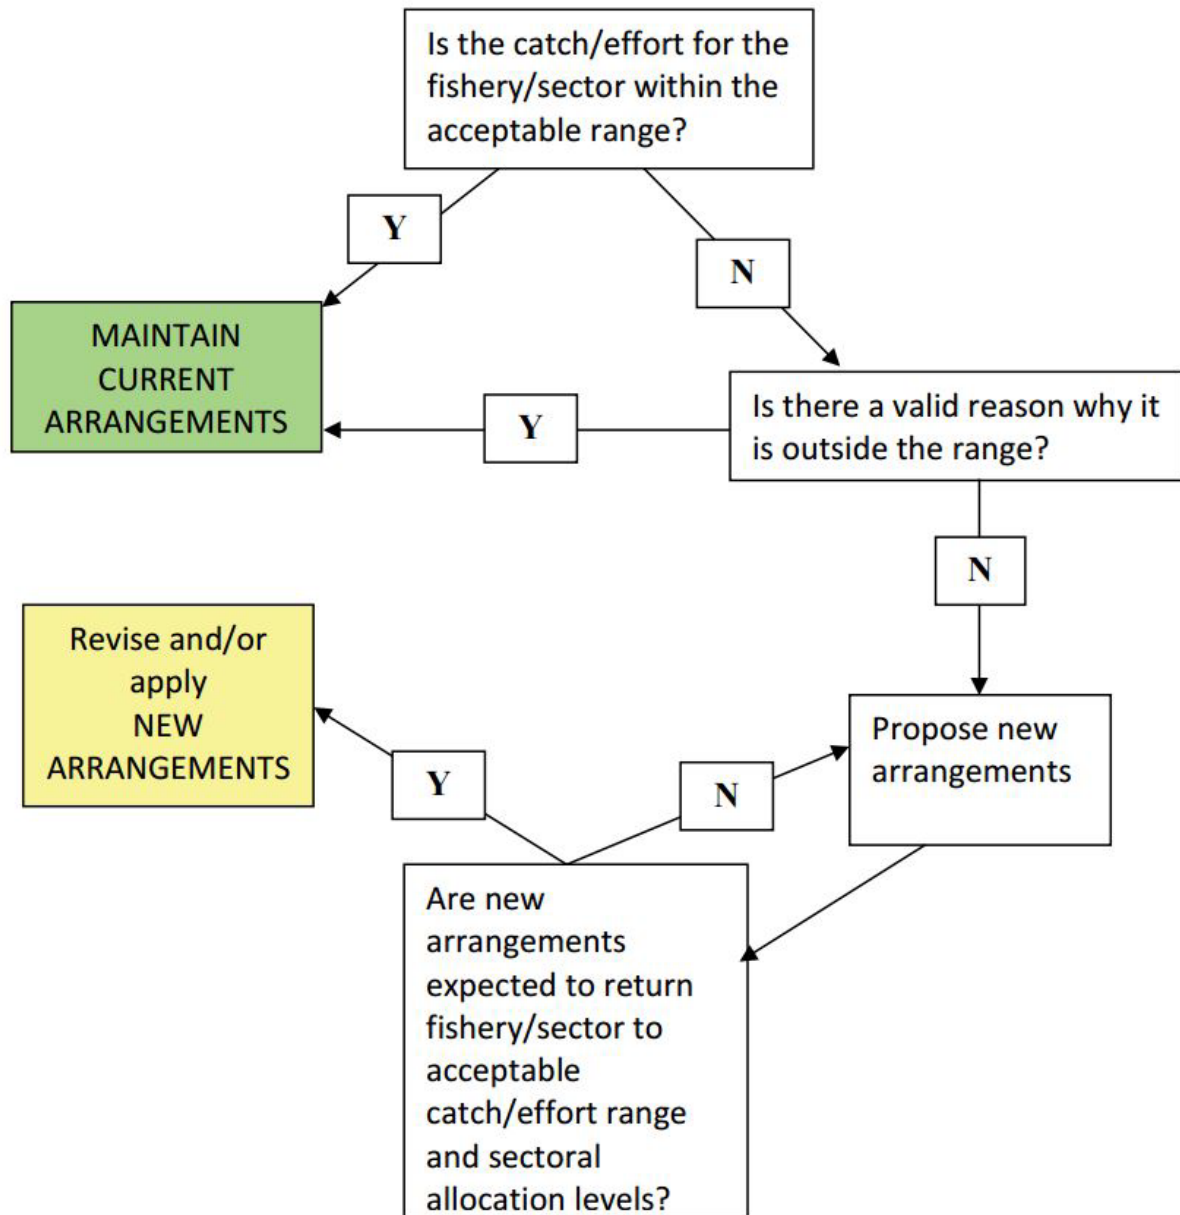 Is the catch/effort for the
fishery/sector within the
acceptable range?
Y
N
MAINTAIN
CURRENT
ARRANGEMENTS
Y
Is there a valid reason why it
is outside the range?
N
Revise and/or
apply
NEW
ARRANGEMENTS
Propose new
arrangements
Y
N
Are new
arrangements
expected to return
fishery/sector to
acceptable
catch/effort range
and sectoral
allocation levels?